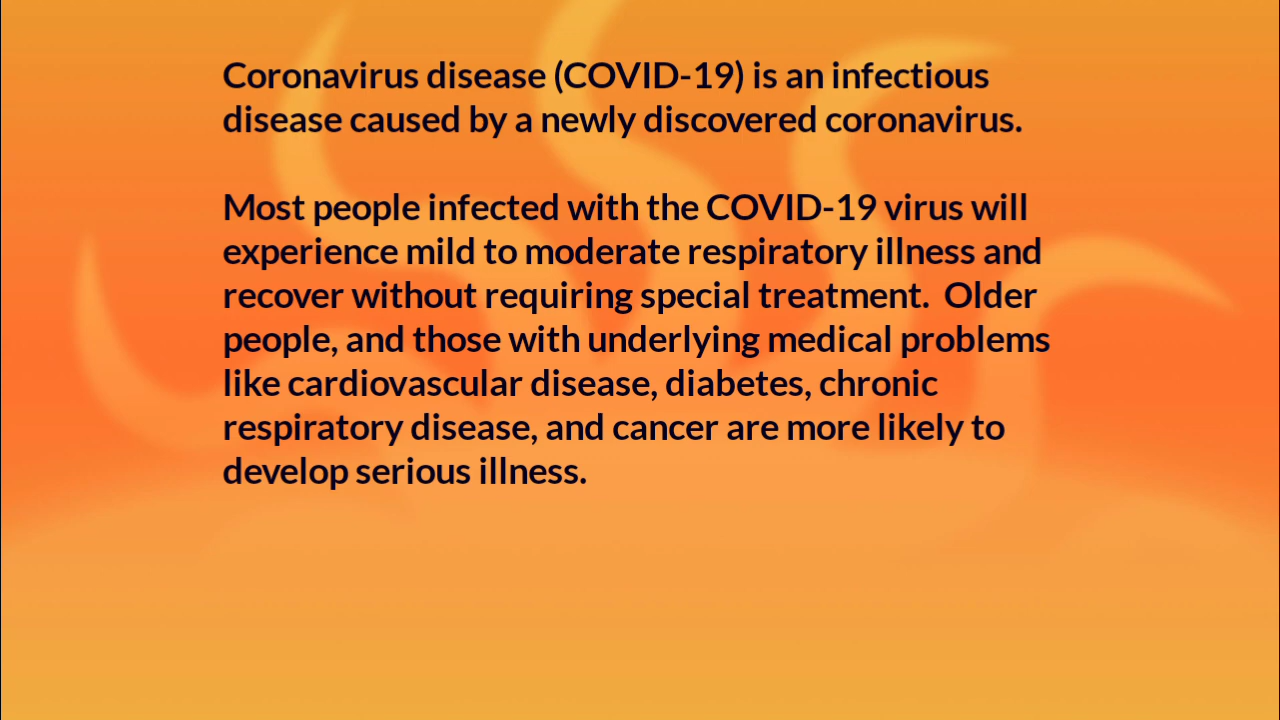 Coronavirus disease (COVID-19) is an infectious
disease caused by a newly discovered coronavirus.
Most people infected with the COVID-19 virus will
experience mild to moderate respiratory illness and
recover without requiring special treatment.  Older
people, and those with underlying medical problems
like cardiovascular disease, diabetes, chronic
respiratory disease, and cancer are more likely to
develop serious illness.